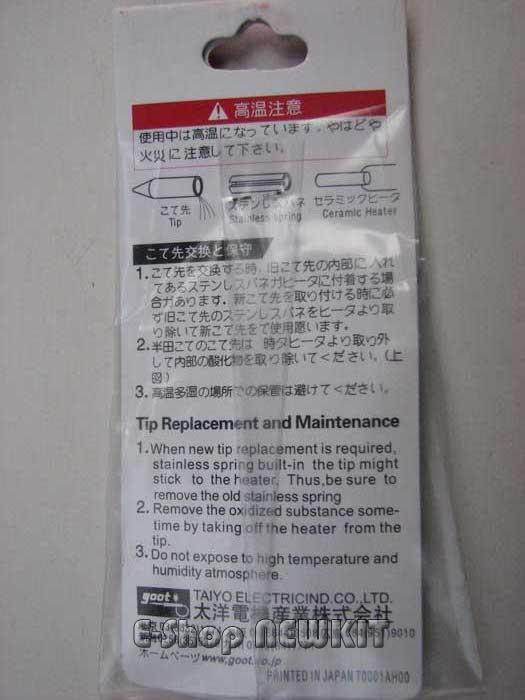 高温注意
使用中は高温になっています．やはどや
火災に注意して下さい。
こて先 ステンレスバネ セラミックヒータ
Tip Stainless spring Ceramic Heater
こて先交換と保守
1. こて先を交換する時，旧こて先の内部に入れ
てあるステンレスバネガヒータに付着する場
合があります．新こて先を取り付ける時に必
ず旧こて先のステンレスバスをヒータより取
り除いて新こて先をで使用愿います．
2. 半田こてのこて先は 時々ヒータより取り外
して内部の酸化物を取り除いてください。(上
図)
3. 高温多湿の場所での保管は避けてください．
Tip Replacement and Maintenance
1. When new tip replacement is required,
stainless spring built-in the tip might
stick to the heater, Thus,be sure to
remove the old stainless spring
2. Remove the oxidized substance some-
time by taking off the heater from the
tip.
3. Do not expose to high temperature and
humidity atmosphere.
goot TAIYO ELECTRICIND.CO.,LTD.
太洋電機産業株式会社
e-Shop NEWKIT
ホームページ www.goot.co.jp
PRINTED IN JAPAN T0001AH00